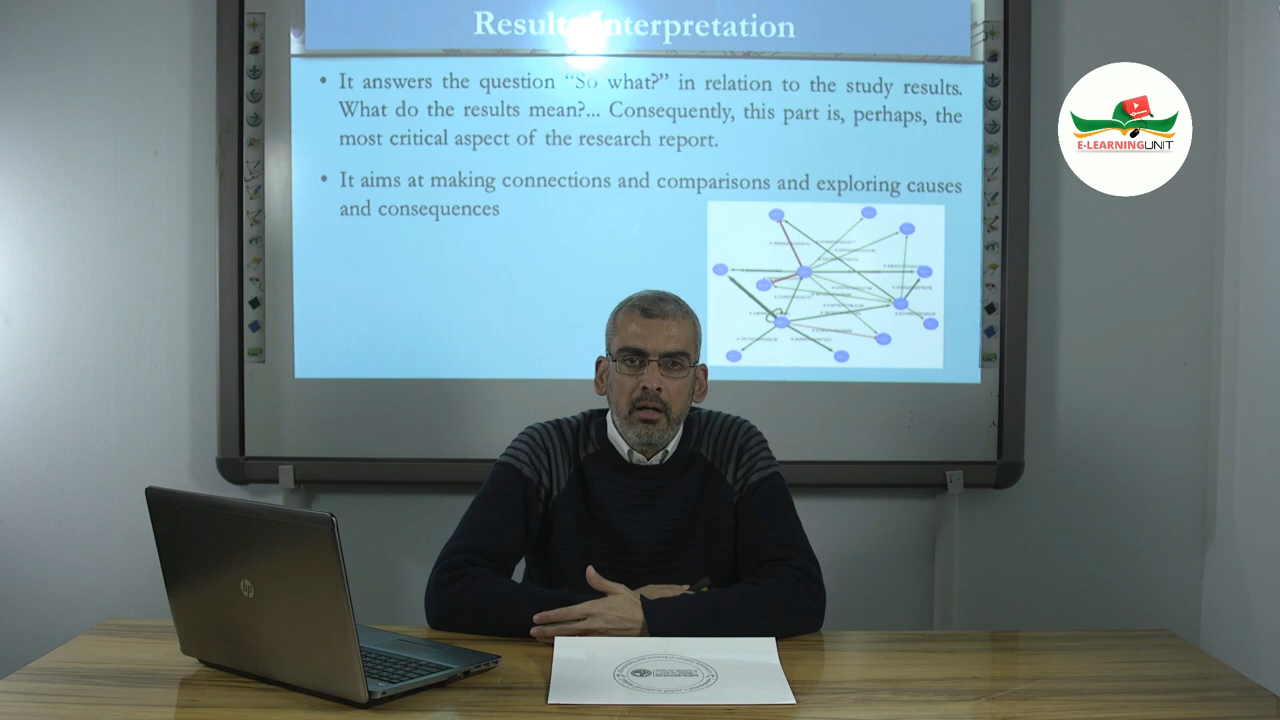 Results Interpretation
• It answers the question “So what?” in relation to the study results.
What do the results mean?... Consequently, this part is, perhaps, the
most critical aspect of the research report.
• It aims at making connections and comparisons and exploring causes
and consequences
E-LEARNINGUNIT
hp